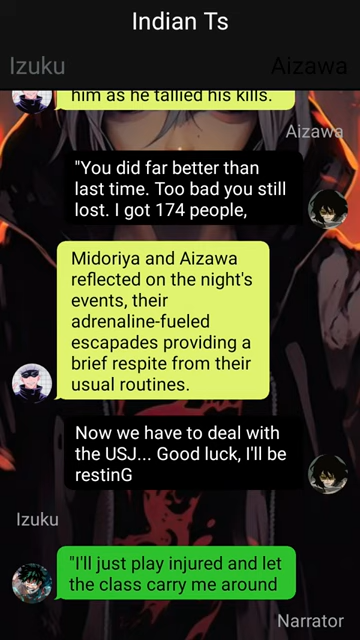 Indian Ts
Izuku
Aizawa
him as he tallied his kills.
Aizawa
"You did far better than
last time. Too bad you still
lost. I got 174 people,
Midoriya and Aizawa
reflected on the night's
events, their
adrenaline-fueled
escapades providing a
brief respite from their
usual routines.
Now we have to deal with
the USJ... Good luck, I'll be
restinG
Izuku
"I'll just play injured and let
the class carry me around
Narrator